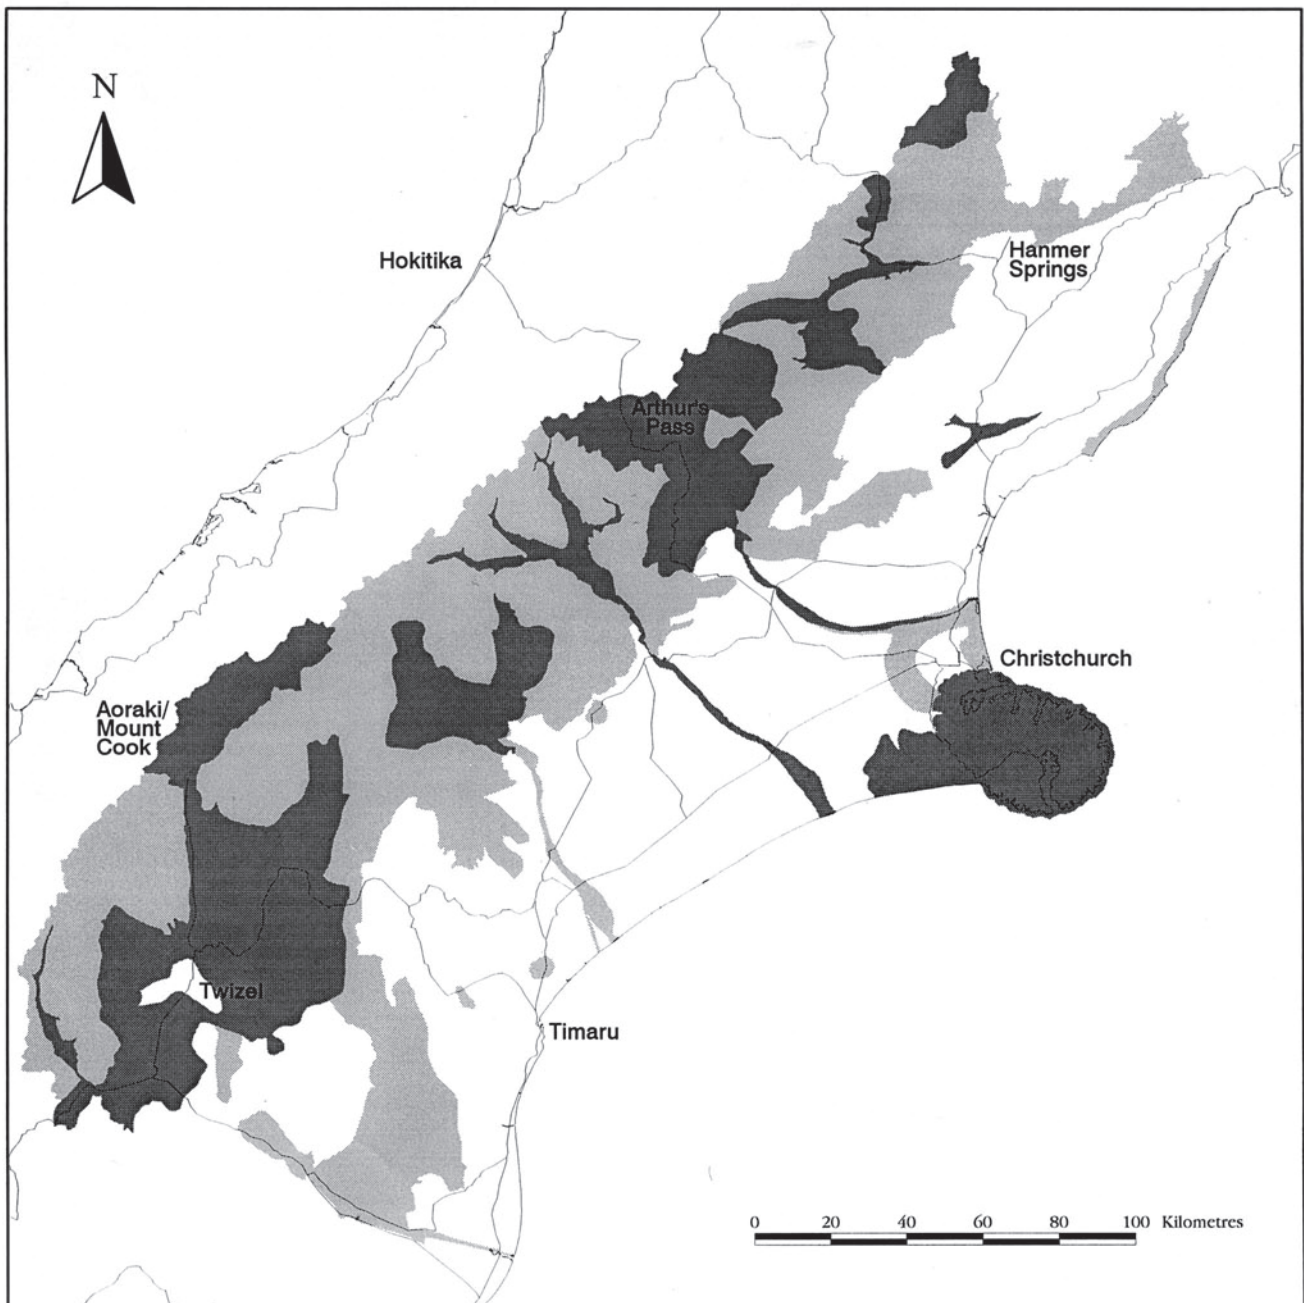 N
Hokitika
Hanmer
Springs
Arthur's
Pass
Christchurch
Aoraki/
Mount
Cook
Twizel
Timaru
0 20 40 60 80 100 Kilometres